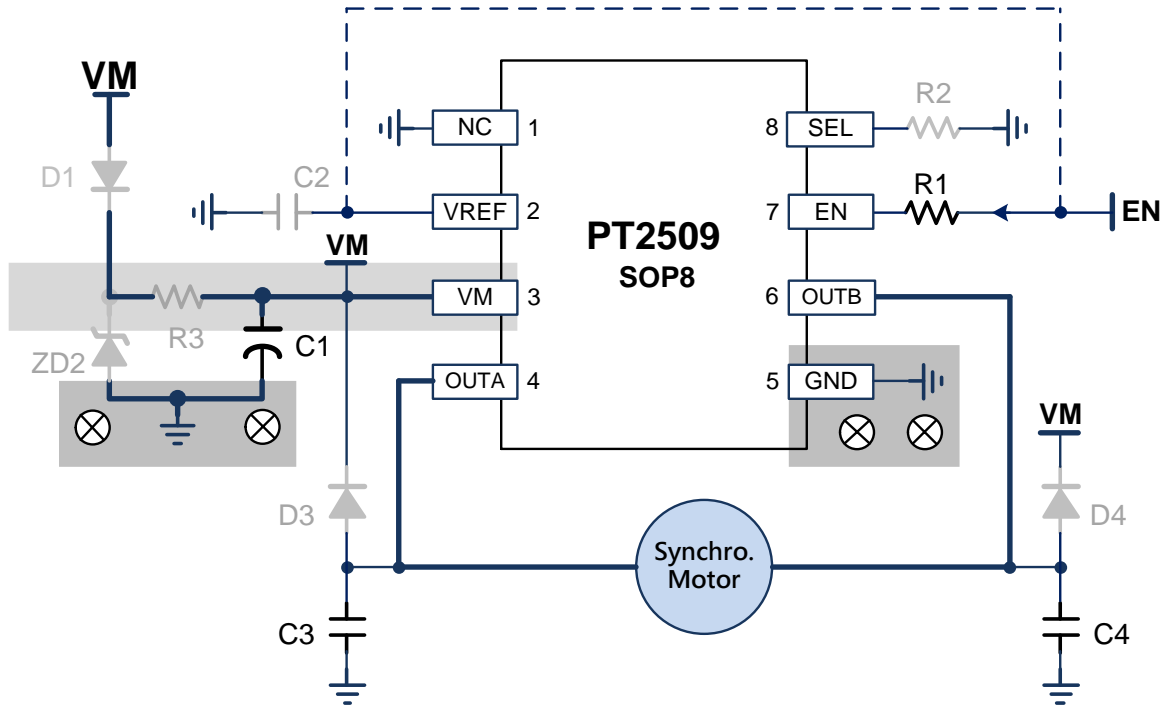 VM
D1
C2
NC
1
VREF
2
VM
VM
3
R3
C1
ZD2
OUTA
4
PT2509
SOP8
8
SEL
R2
7
EN
R1
EN
6
OUTB
5
GND
VM
D3
D4
Synchro.
Motor
C3
C4